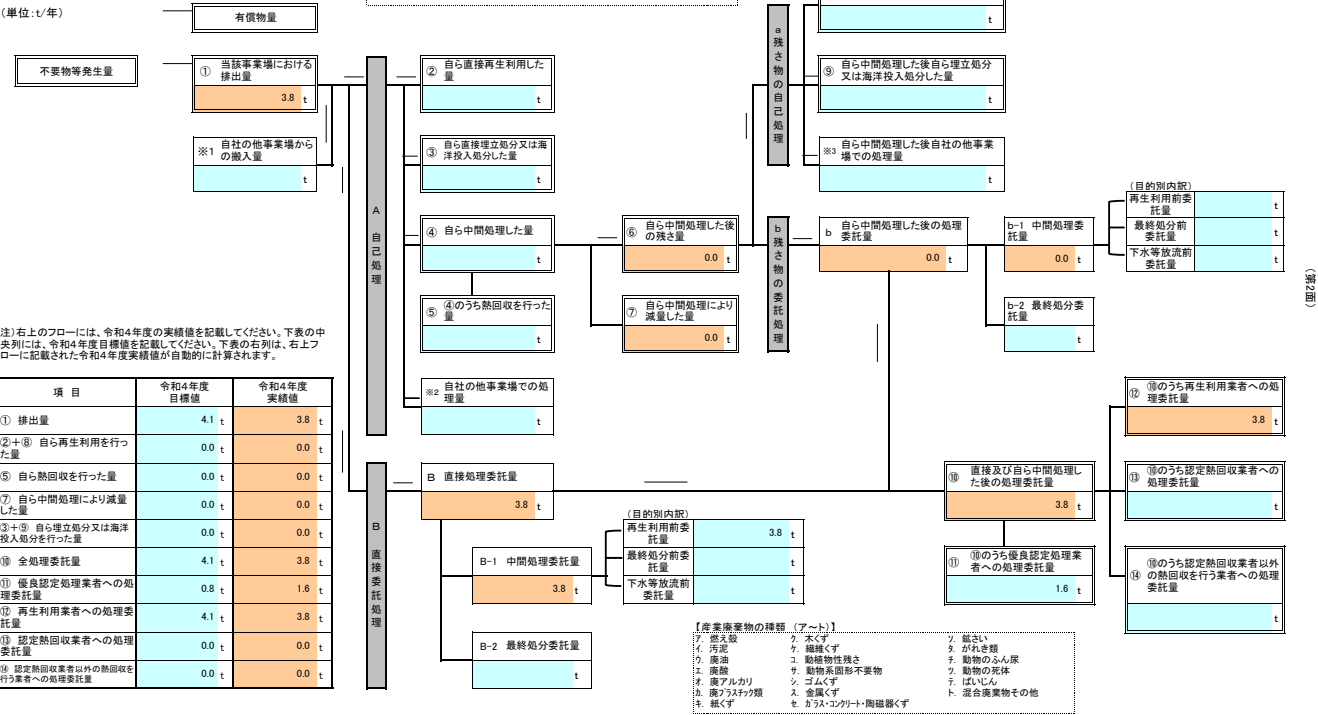 （単位:t/年）
有償物量
不要物等発生量
① 当該事業場における
排出量
3.8 t
※1 自社の他事業場から
の搬入量
t
A
自
己
処
理
② 自ら直接再生利用した
量
t
③ 自ら直接埋立処分又は海
洋投入処分した量
t
④ 自ら中間処理した量
t
⑤ ④のうち熱回収を行った
量
t
※2 自社の他事業場での処
理量
t
⑥ 自ら中間処理した後
の残さ量
0.0 t
⑦ 自ら中間処理により
減量した量
0.0 t
a
残
さ
物
の
自
己
処
理
t
⑨ 自ら中間処理した後自ら埋立処分
又は海洋投入処分した量
t
※3 自ら中間処理した後自社の他事業
場での処理量
t
b
残
さ
物
の
委
託
処
理
b 自ら中間処理した後の処理
委託量
0.0 t
b-1 中間処理委
託量
0.0 t
b-2 最終処分委
託量
t
(目的別内訳)
再生利用前委
託量
t
最終処分前
委託量
t
下水等放流前
委託量
t
（第2面）
注）右上のフローには、令和４年度の実績値を記載してください。下表の中
央列には、令和４年度目標値を記載してください。下表の右列は、右上フ
ローに記載された令和４年度実績値が自動的に計算されます。
項 目 令和４年度
目標値 令和４年度
実績値
① 排出量 4.1 t 3.8 t
②＋⑧ 自ら再生利用を行っ
た量 0.0 t 0.0 t
⑤ 自ら熱回収を行った量 0.0 t 0.0 t
⑦ 自ら中間処理により減量
した量 0.0 t 0.0 t
③＋⑨ 自ら埋立処分又は海洋
投入処分を行った量 0.0 t 0.0 t
⑩ 全処理委託量 4.1 t 3.8 t
⑪ 優良認定処理業者への処
理委託量 0.8 t 1.6 t
⑫ 再生利用業者への処理委
託量 4.1 t 3.8 t
⑬ 認定熱回収業者への処理
委託量 0.0 t 0.0 t
⑭ 認定熱回収業者以外の熱回収を
行う業者への処理委託量 0.0 t 0.0 t
B
直
接
委
託
処
理
B 直接処理委託量
3.8 t
B-1 中間処理委託量
3.8 t
B-2 最終処分委託量
t
(目的別内訳)
再生利用前委
託量
3.8 t
最終処分前委
託量
t
下水等放流前
委託量
t
⑩ 直接及び自ら中間処理し
た後の処理委託量
3.8 t
⑪ ⑩のうち優良認定処理業
者への処理委託量
1.6 t
⑫ ⑩のうち再生利用業者への処
理委託量
3.8 t
⑬ ⑩のうち認定熱回収業者への
処理委託量
t
⑭ ⑩のうち認定熱回収業者以外
の熱回収を行う業者への処理
委託量
t
【産業廃棄物の種類 （ア～ト）】
ア. 燃え殻 ク. 木くず ソ. 鉱さい
イ. 汚泥 ケ. 繊維くず タ. がれき類
ウ. 廃油 コ. 動植物性残さ チ. 動物のふん尿
エ. 廃酸 サ. 動物系固形不要物 ツ. 動物の死体
オ. 廃アルカリ シ. ゴムくず テ. ばいじん
カ. 廃プラスチック類 ス. 金属くず ト. 混合廃棄物その他
キ. 紙くず セ. ガラス・コンクリート・陶磁器くず